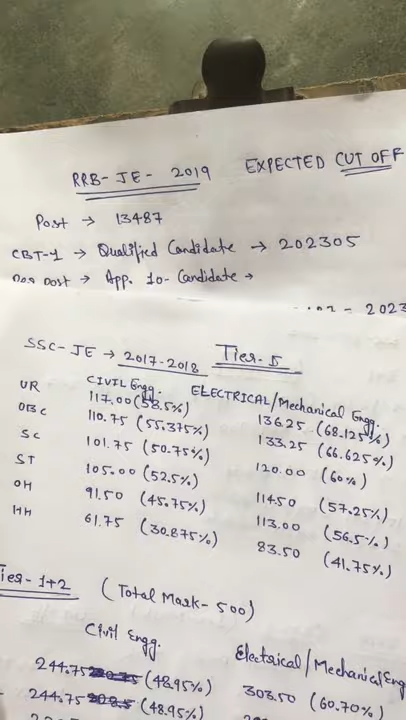 RRB-JE- 2019 EXPECTED CUT OFF
Post → 13487
CBT-1 → Qualified Candidate → 202305
Per post → App. 10- Candidate →
- 2023
SSC-JE → 2017-2018 Tier-I
CIVIL Engg. ELECTRICAL/Mechanical Engg.
UR 117.00 (58.5%) 136.25 (68.125%)
OBC 110.75 (55.375%) 133.25 (66.625%)
SC 101.75 (50.75%) 120.00 (60%)
ST 105.00 (52.5%) 114.50 (57.25%)
OH 91.50 (45.75%) 113.00 (56.5%)
HH 61.75 (30.875%) 83.50 (41.75%)
Tier-1+2 (Total Mark-500)
Civil Engg. Electrical/Mechanical Eng
244.75 (48.95%) 303.50 (60.70%)
244.75 (48.95%)